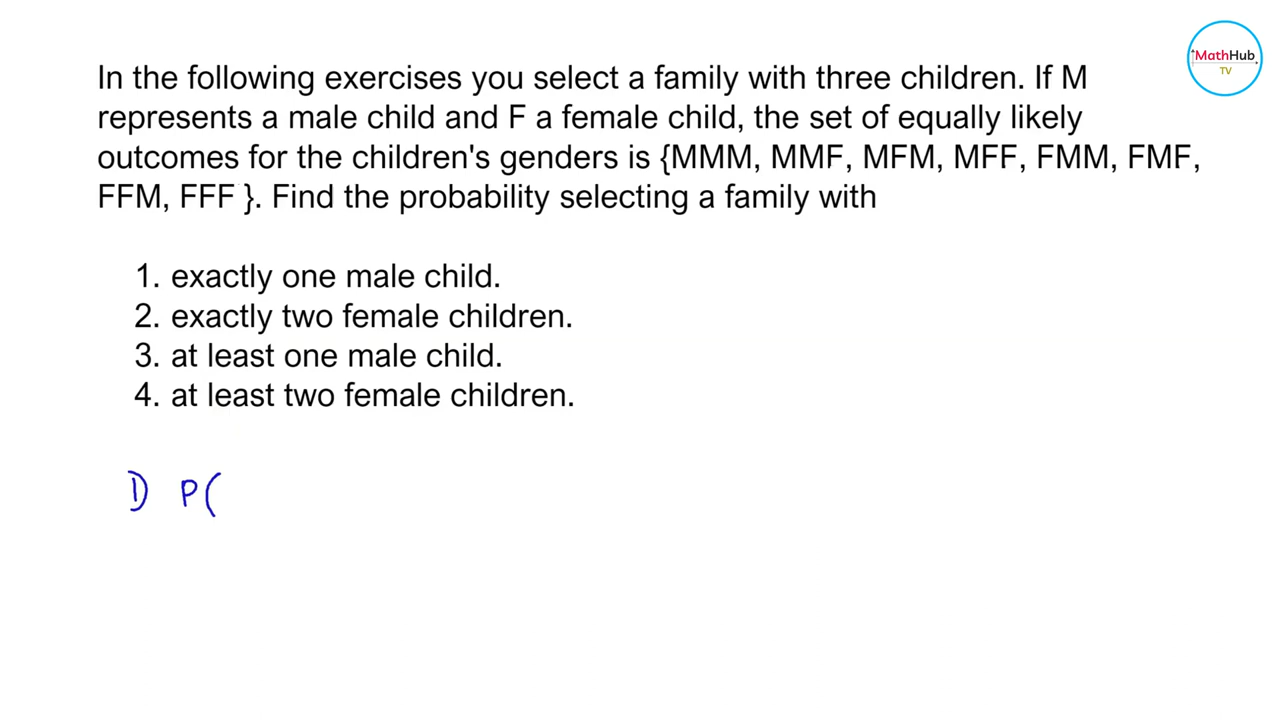 MathHub
TV
In the following exercises you select a family with three children. If M
represents a male child and F a female child, the set of equally likely
outcomes for the children's genders is {MMM, MMF, MFM, MFF, FMM, FMF,
FFM, FFF }. Find the probability selecting a family with
1. exactly one male child.
2. exactly two female children.
3. at least one male child.
4. at least two female children.
1) P(